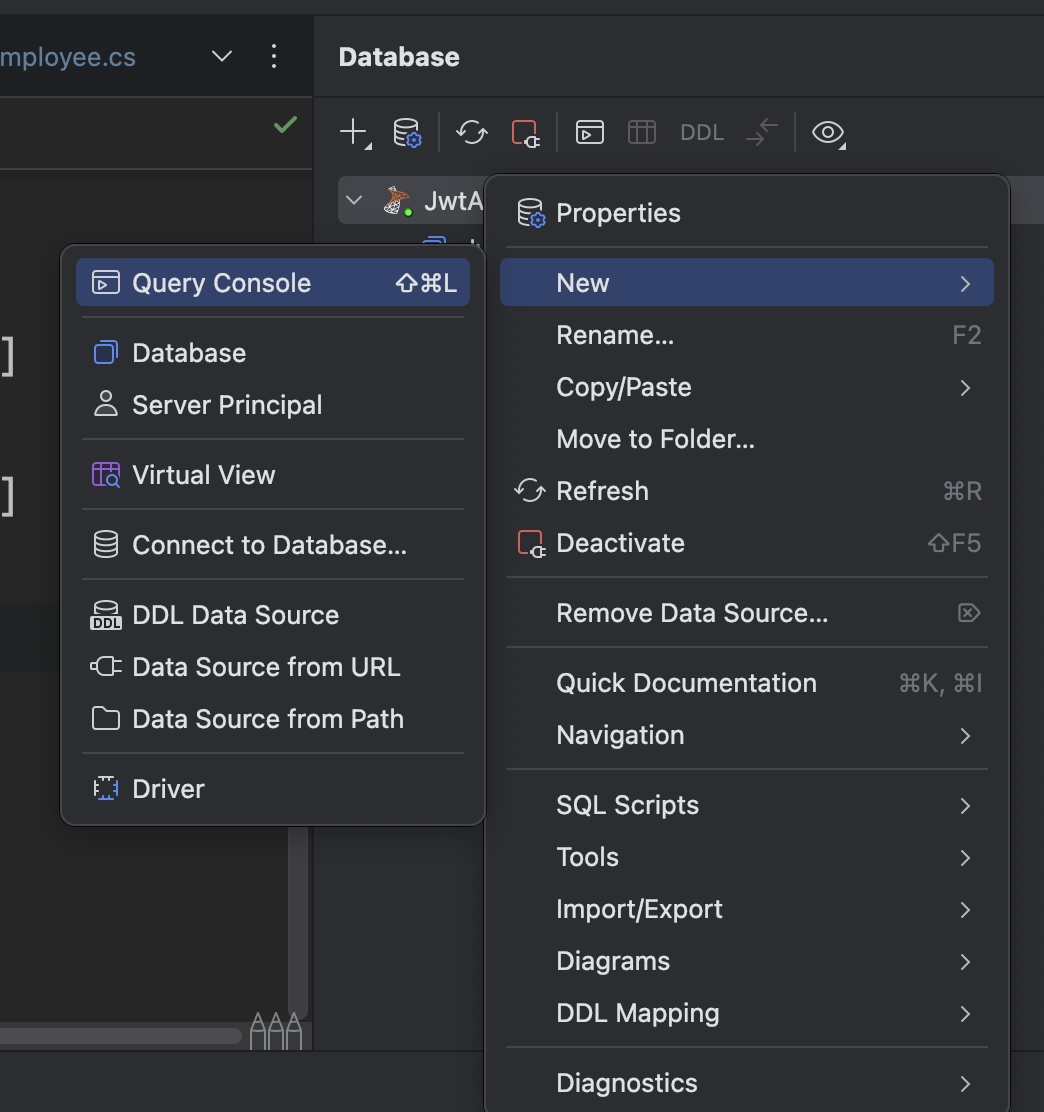 mployee.cs
Database
DDL
JwtA
Properties
New
Rename...
F2
Copy/Paste
Move to Folder...
Refresh
⌘R
Deactivate
⇧F5
Remove Data Source...
Quick Documentation
⌘K, ⌘I
Navigation
SQL Scripts
Tools
Import/Export
Diagrams
DDL Mapping
Diagnostics
Query Console
⇧⌘L
Database
Server Principal
Virtual View
Connect to Database...
DDL
DDL Data Source
Data Source from URL
Data Source from Path
Driver
]
]